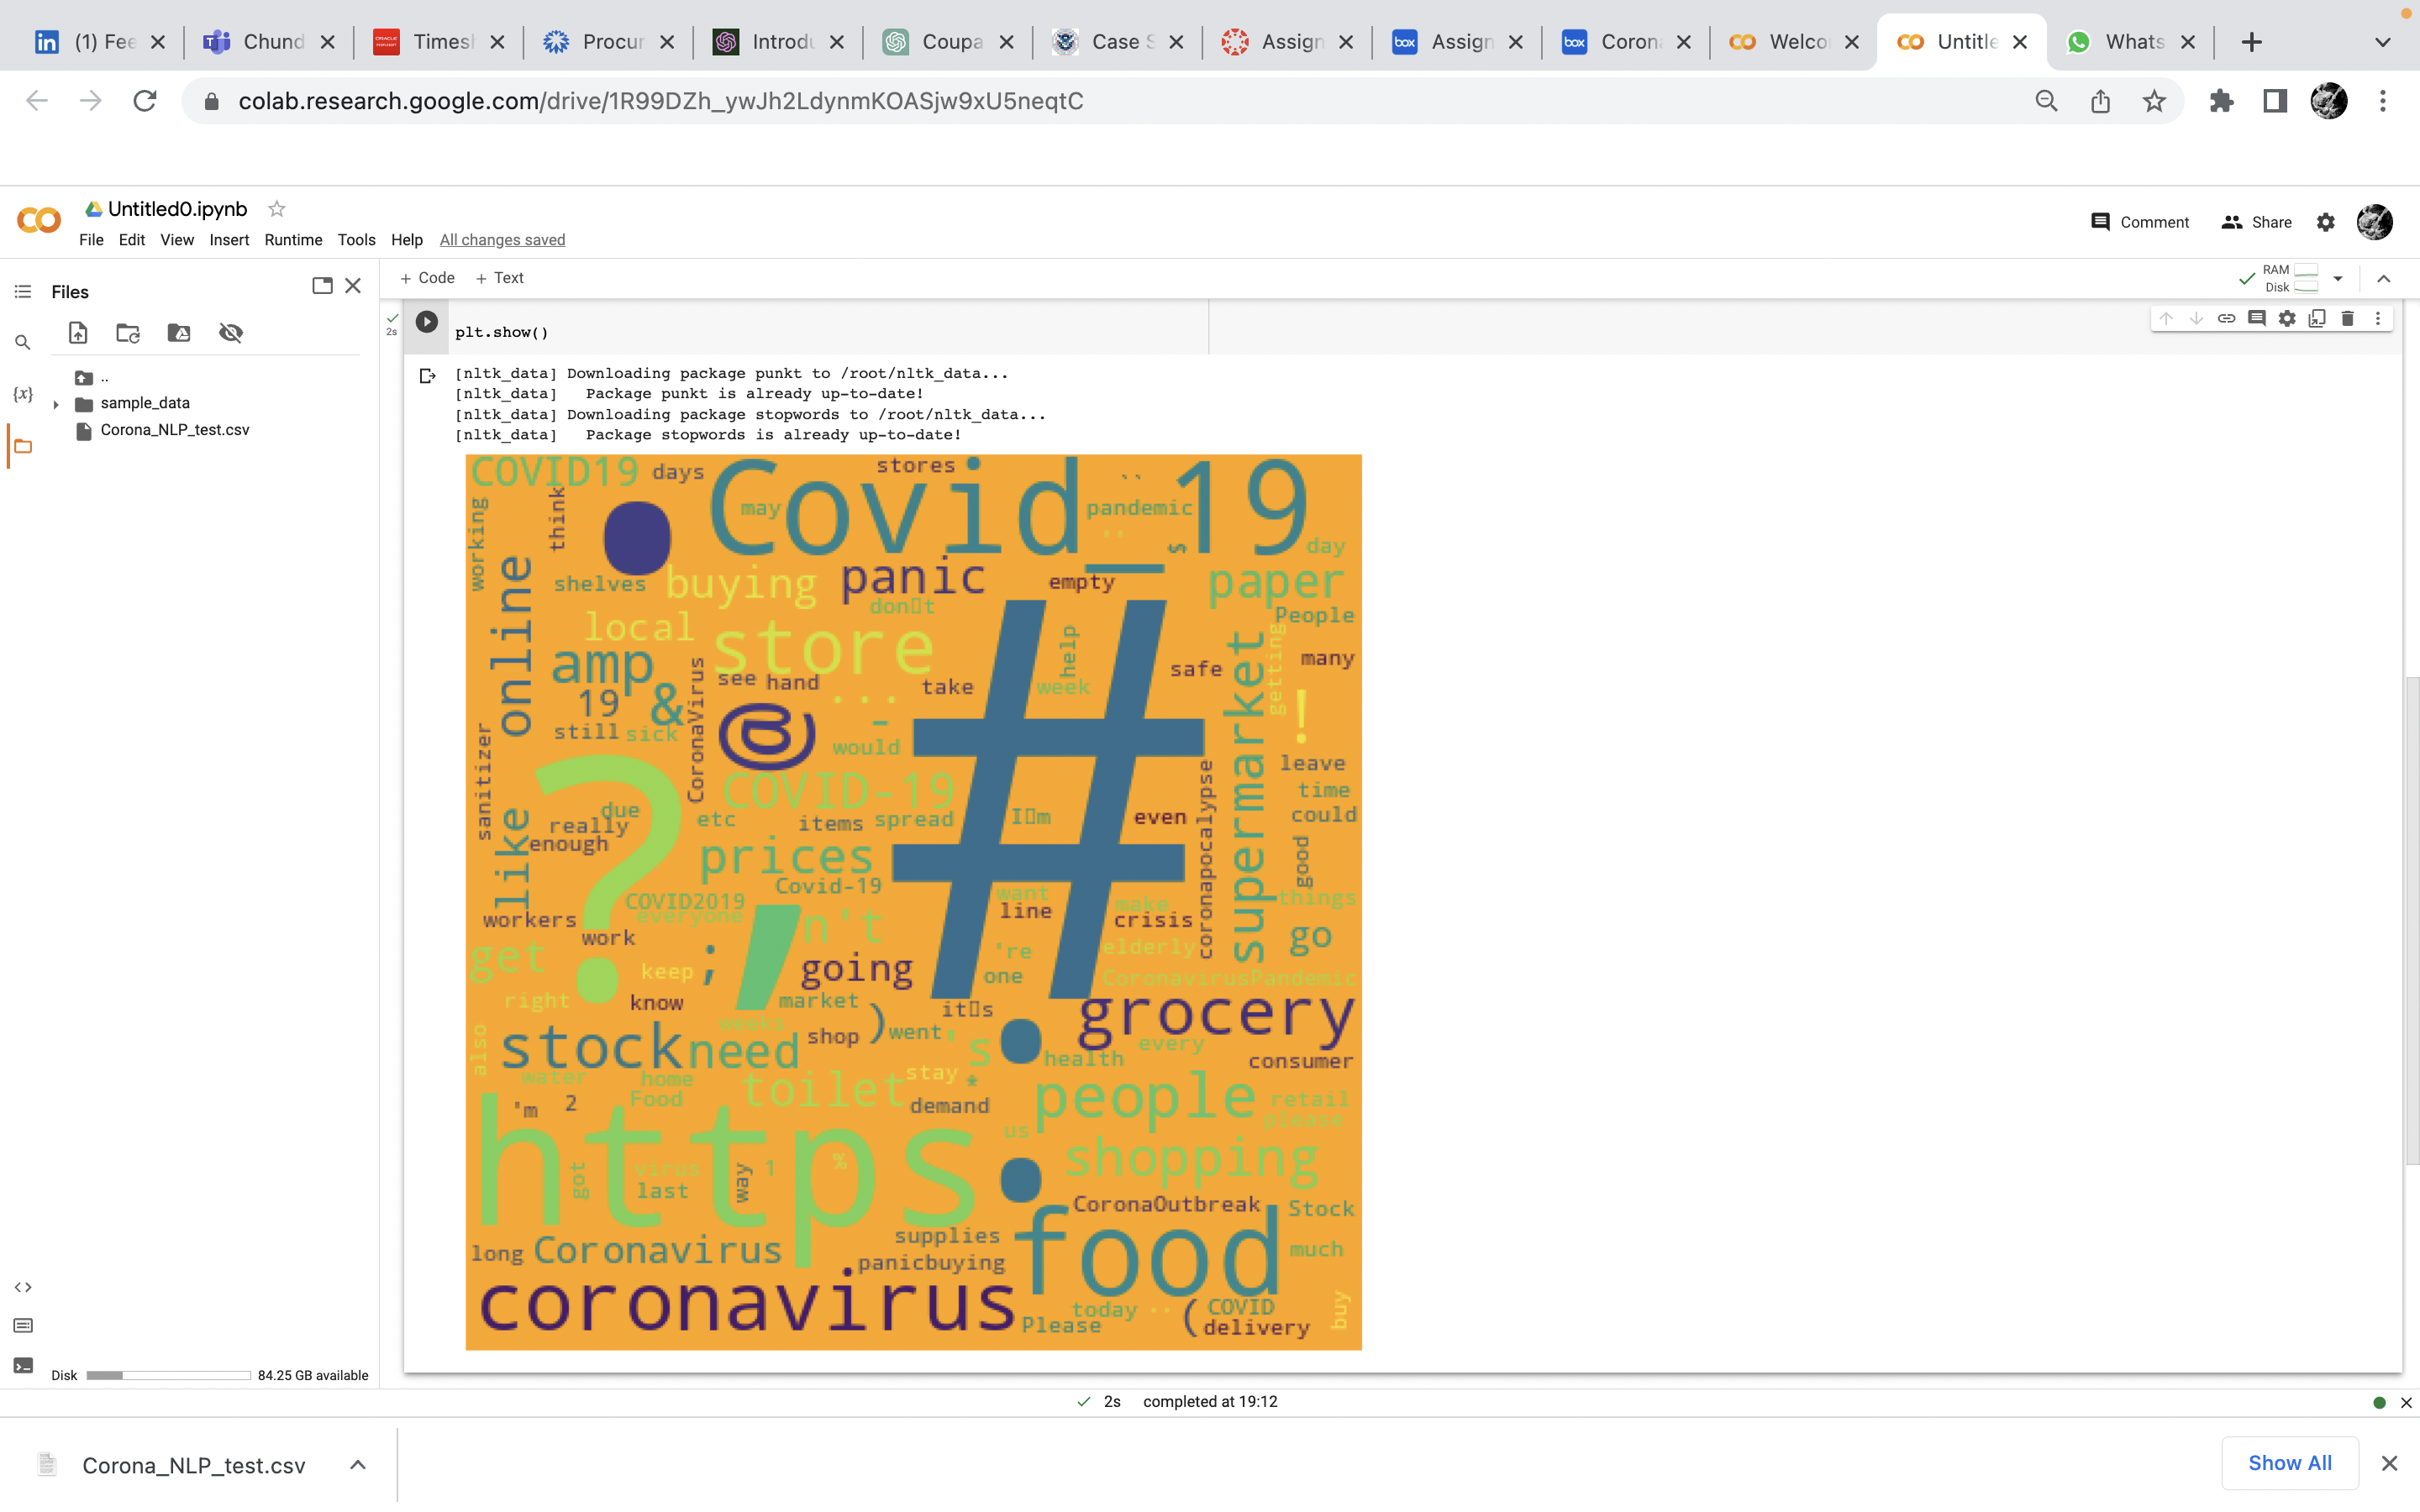 (1) Fee
Chund
Timesh
Procur
Introdu
Coupa
Case S
Assign
box Assign
box Corona
Welco
Untitle
Whats
colab.research.google.com/drive/1R99DZh_ywJh2LdynmKOASjw9xU5neqtC
Untitled0.ipynb
File Edit View Insert Runtime Tools Help All changes saved
Comment Share
Files
+ Code + Text
RAM
Disk
2s
plt.show()
..
sample_data
Corona_NLP_test.csv
{x}
[nltk_data] Downloading package punkt to /root/nltk_data...
[nltk_data]   Package punkt is already up-to-date!
[nltk_data] Downloading package stopwords to /root/nltk_data...
[nltk_data]   Package stopwords is already up-to-date!
COVID19 days stores
Covid_19
working think may pandemic
$ day
online shelves buying panic empty paper
don▯t People
local store help getting
amp see hand take week safe many
19 & CoronaVirus ... supermarket !
still sick @ - would #
sanitizer ? COVID-19 coronapocalypse leave
time
like due etc items spread I▯m even could
really
enough prices good
Covid-19
COVID2019 want things
everyone line make
workers , n't crisis
work go
get ; 're elderly
keep going one CoronavirusPandemic
right know market it▯s grocery
also weeks ) went '
stock need shop 's : every
health consumer
water home toilet stay *
Food demand people retail
'm 2 please
https us
shopping
got virus way 1 %
last CoronaOutbreak Stock
supplies food
long Coronavirus much
panicbuying
coronavirus today COVID buy
Please ( delivery
Disk 84.25 GB available
2s completed at 19:12
Corona_NLP_test.csv
Show All